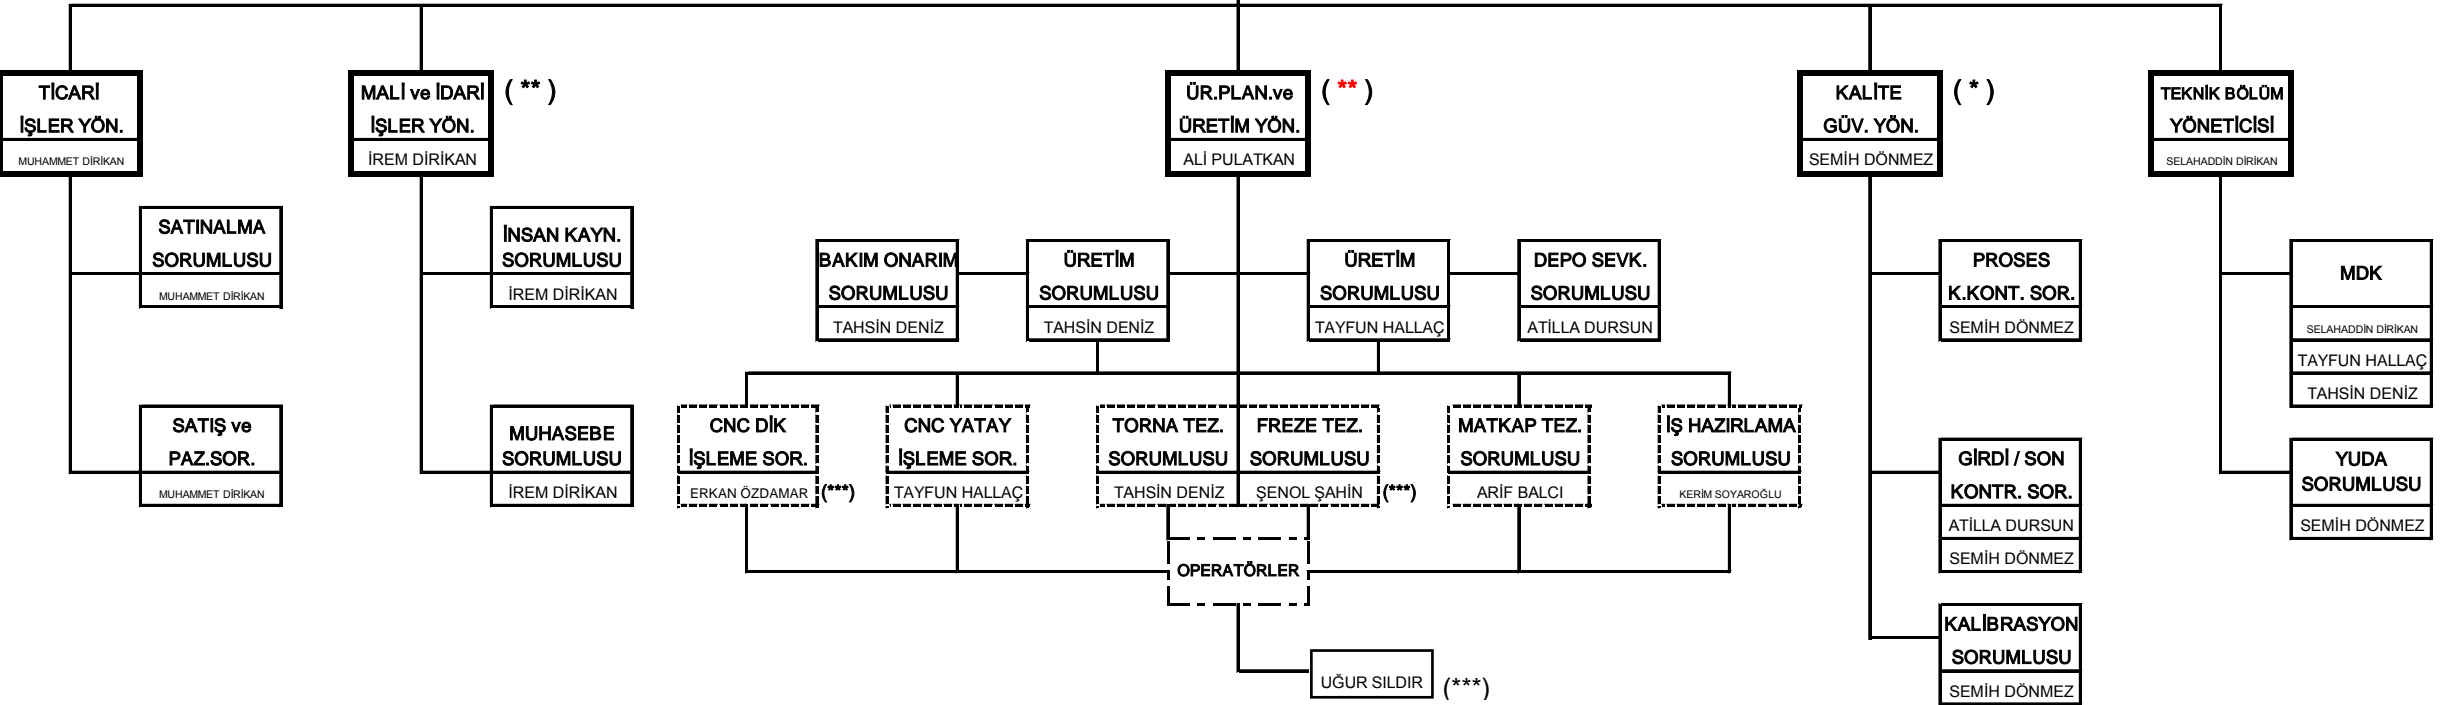 TİCARİ
İŞLER YÖN.
MUHAMMET DİRİKAN
MALİ ve İDARİ
İŞLER YÖN.
İREM DİRİKAN
( ** )
ÜR.PLAN.ve
ÜRETİM YÖN.
ALİ PULATKAN
( ** )
KALİTE
GÜV. YÖN.
SEMİH DÖNMEZ
( * )
TEKNİK BÖLÜM
YÖNETİCİSİ
SELAHADDİN DİRİKAN
SATINALMA
SORUMLUSU
MUHAMMET DİRİKAN
İNSAN KAYN.
SORUMLUSU
İREM DİRİKAN
BAKIM ONARIM
SORUMLUSU
TAHSİN DENİZ
ÜRETİM
SORUMLUSU
TAHSİN DENİZ
ÜRETİM
SORUMLUSU
TAYFUN HALLAÇ
DEPO SEVK.
SORUMLUSU
ATİLLA DURSUN
PROSES
K.KONT. SOR.
SEMİH DÖNMEZ
MDK
SELAHADDİN DİRİKAN
TAYFUN HALLAÇ
TAHSİN DENİZ
SATIŞ ve
PAZ.SOR.
MUHAMMET DİRİKAN
MUHASEBE
SORUMLUSU
İREM DİRİKAN
CNC DİK
İŞLEME SOR.
ERKAN ÖZDAMAR
(***)
CNC YATAY
İŞLEME SOR.
TAYFUN HALLAÇ
TORNA TEZ.
SORUMLUSU
TAHSİN DENİZ
FREZE TEZ.
SORUMLUSU
ŞENOL ŞAHİN
(***)
MATKAP TEZ.
SORUMLUSU
ARİF BALCI
İŞ HAZIRLAMA
SORUMLUSU
KERİM SOYAROĞLU
GİRDİ / SON
KONTR. SOR.
ATİLLA DURSUN
SEMİH DÖNMEZ
YUDA
SORUMLUSU
SEMİH DÖNMEZ
OPERATÖRLER
KALİBRASYON
SORUMLUSU
SEMİH DÖNMEZ
UĞUR SILDIR
(***)